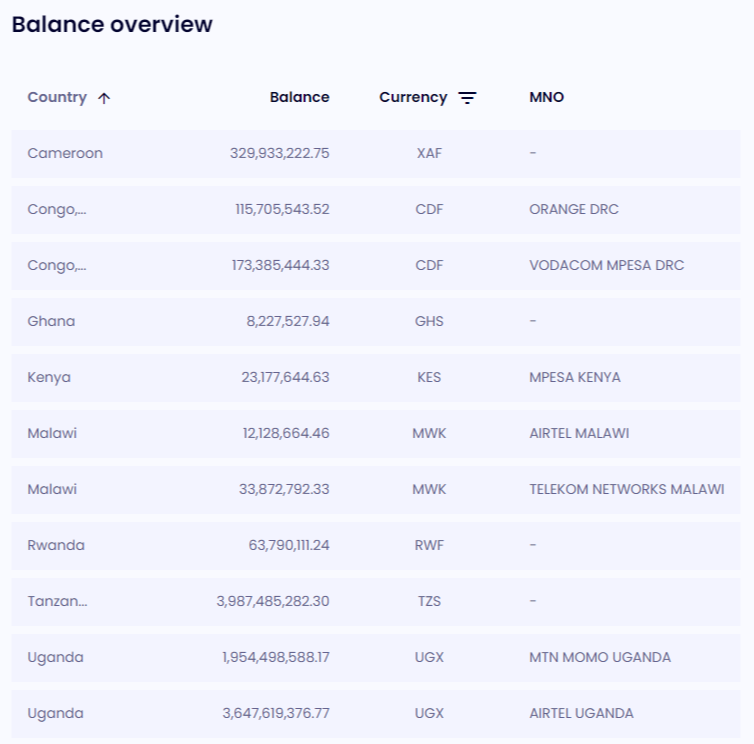 Balance overview
Country Balance Currency MNO
Cameroon 329,933,222.75 XAF -
Congo,... 115,705,543.52 CDF ORANGE DRC
Congo,... 173,385,444.33 CDF VODACOM MPESA DRC
Ghana 8,227,527.94 GHS -
Kenya 23,177,644.63 KES MPESA KENYA
Malawi 12,128,664.46 MWK AIRTEL MALAWI
Malawi 33,872,792.33 MWK TELEKOM NETWORKS MALAWI
Rwanda 63,790,111.24 RWF -
Tanzan... 3,987,485,282.30 TZS -
Uganda 1,954,498,588.17 UGX MTN MOMO UGANDA
Uganda 3,647,619,376.77 UGX AIRTEL UGANDA